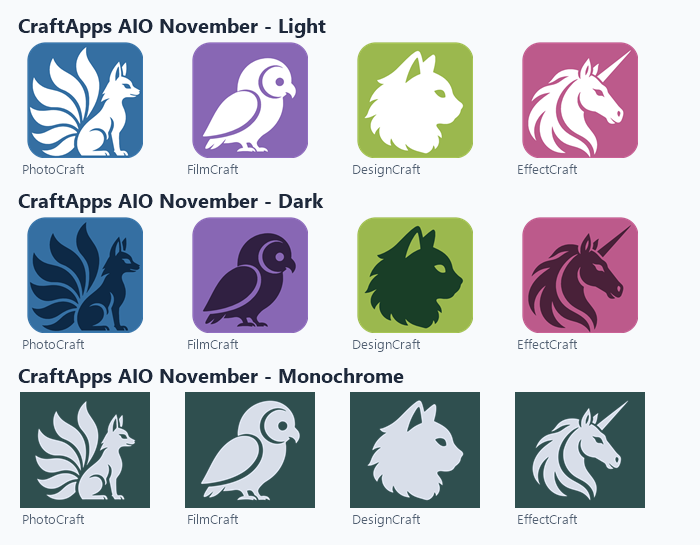 CraftApps AIO November - Light
PhotoCraft FilmCraft DesignCraft EffectCraft
CraftApps AIO November - Dark
PhotoCraft FilmCraft DesignCraft EffectCraft
CraftApps AIO November - Monochrome
PhotoCraft FilmCraft DesignCraft EffectCraft